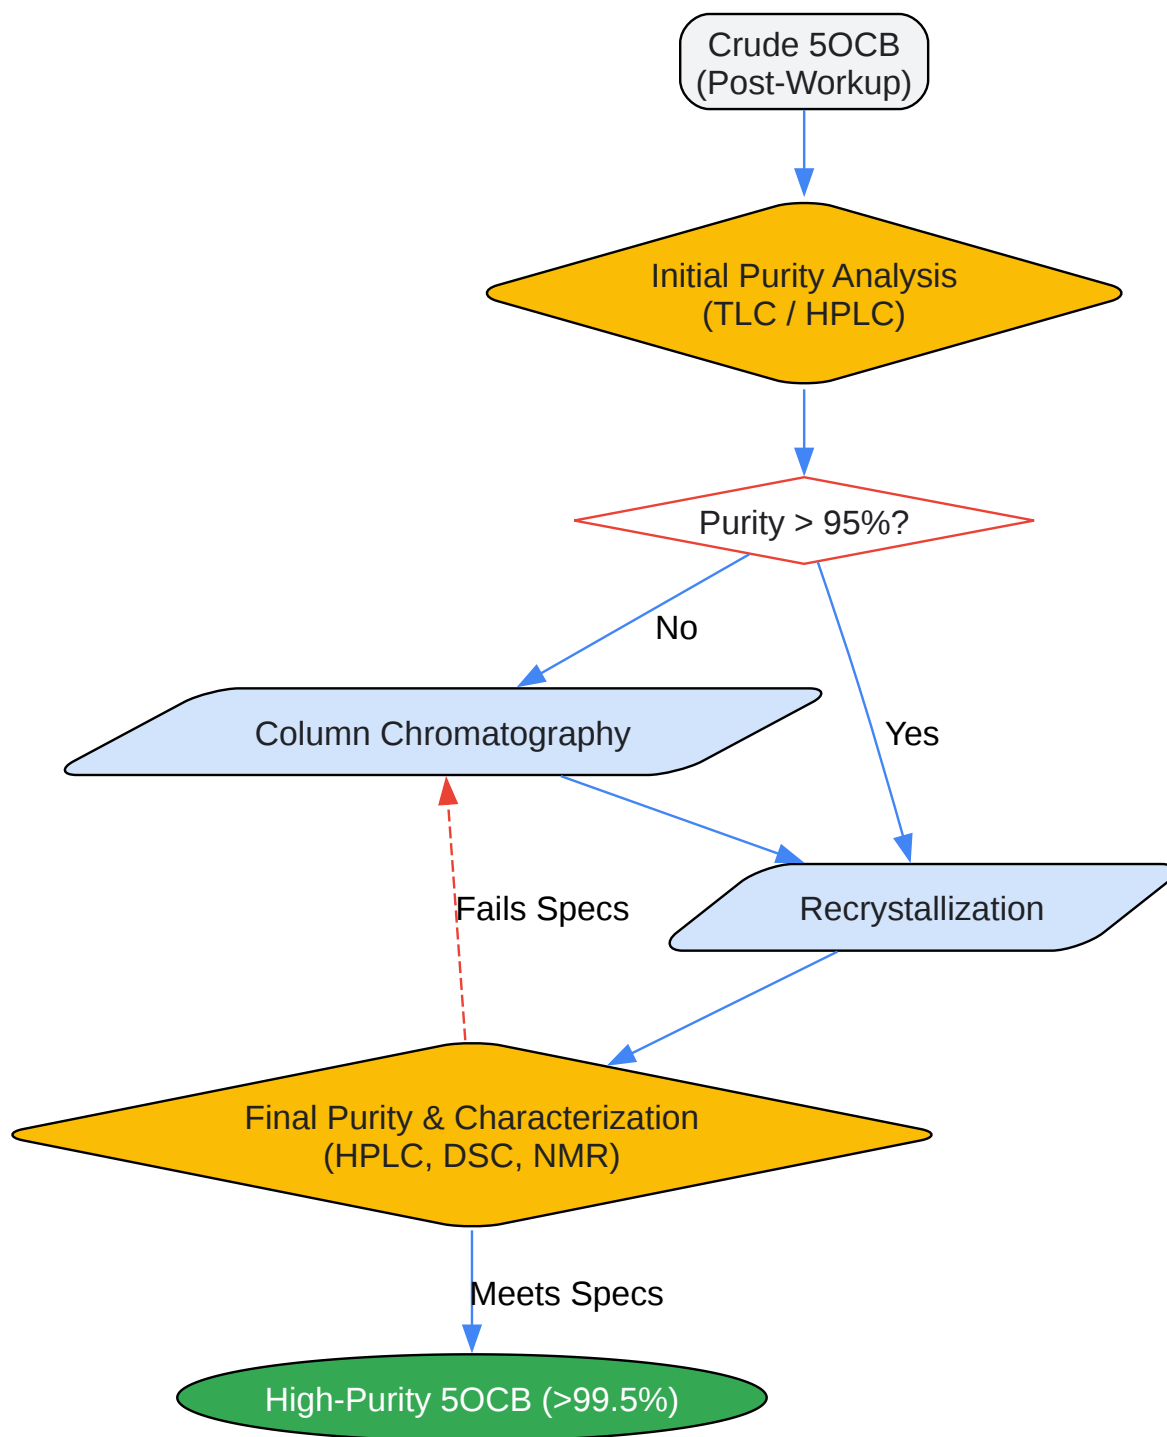 Crude 5OCB
(Post-Workup)
Initial Purity Analysis
(TLC / HPLC)
Purity > 95%?
No
Column Chromatography
Yes
Fails Specs
Recrystallization
Final Purity & Characterization
(HPLC, DSC, NMR)
Meets Specs
High-Purity 5OCB (>99.5%)